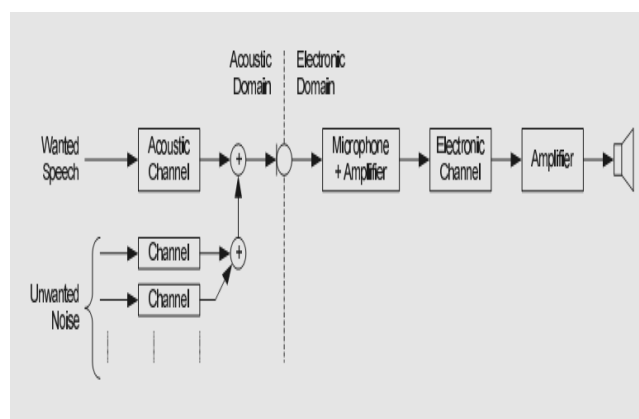 Acoustic
Domain
Electronic
Domain
Wanted
Speech
Acoustic
Channel
+
Microphone
+ Amplifier
Electronic
Channel
Amplifier
Unwanted
Noise
Channel
+
Channel